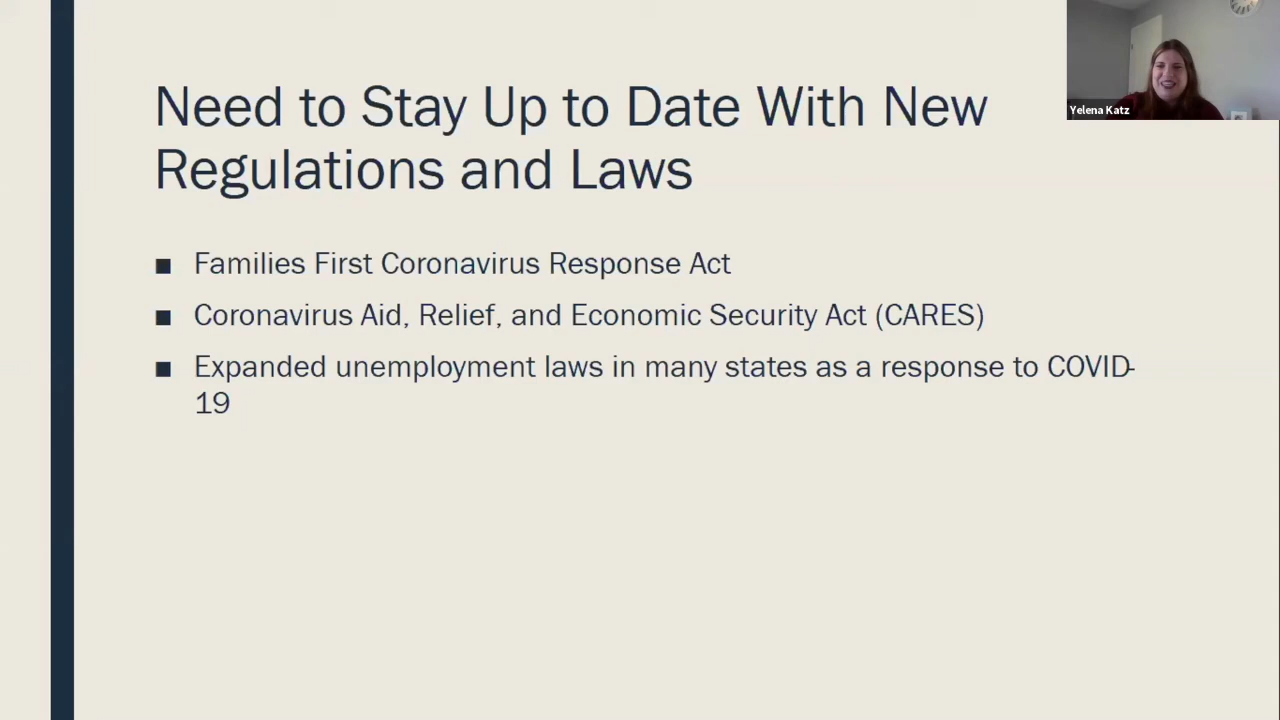 Need to Stay Up to Date With New
Regulations and Laws
Yelena Katz
■ Families First Coronavirus Response Act
■ Coronavirus Aid, Relief, and Economic Security Act (CARES)
■ Expanded unemployment laws in many states as a response to COVID-
19